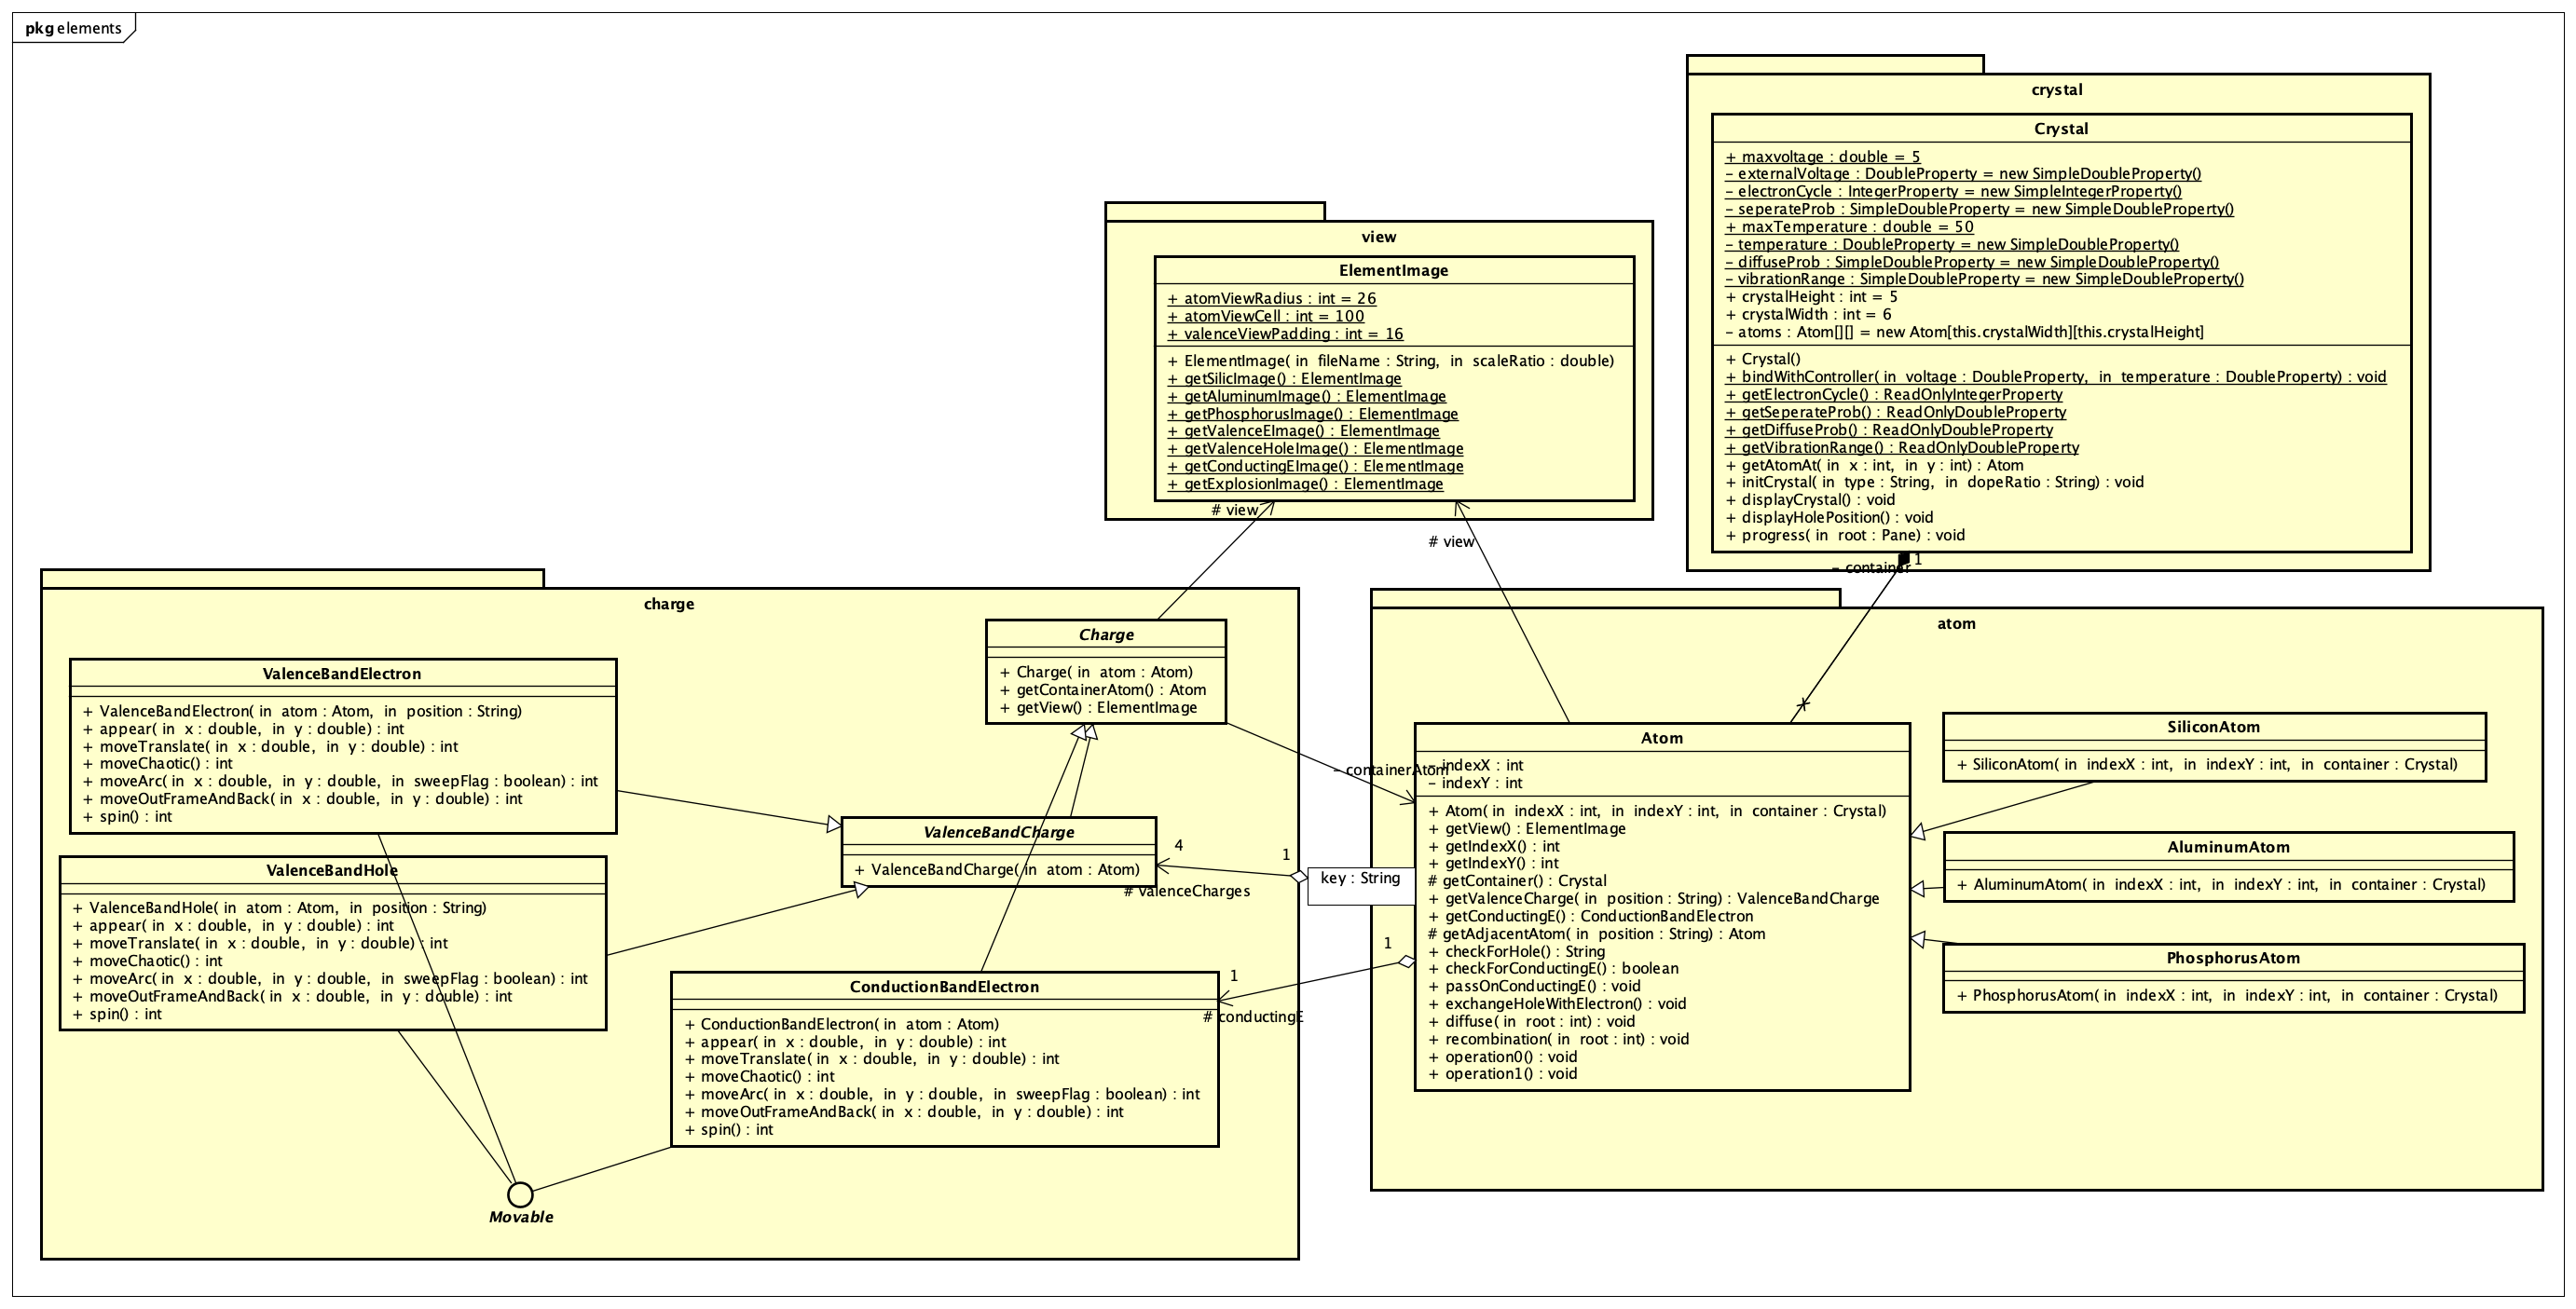 pkg elements
crystal
Crystal
+ maxvoltage : double = 5
- externalVoltage : DoubleProperty = new SimpleDoubleProperty()
- electronCycle : IntegerProperty = new SimpleIntegerProperty()
- seperateProb : SimpleDoubleProperty = new SimpleDoubleProperty()
+ maxTemperature : double = 50
- temperature : DoubleProperty = new SimpleDoubleProperty()
- diffuseProb : SimpleDoubleProperty = new SimpleDoubleProperty()
- vibrationRange : SimpleDoubleProperty = new SimpleDoubleProperty()
+ crystalHeight : int = 5
+ crystalWidth : int = 6
- atoms : Atom[][] = new Atom[this.crystalWidth][this.crystalHeight]
+ Crystal()
+ bindWithController( in voltage : DoubleProperty, in temperature : DoubleProperty) : void
+ getElectronCycle() : ReadOnlyIntegerProperty
+ getSeperateProb() : ReadOnlyDoubleProperty
+ getDiffuseProb() : ReadOnlyDoubleProperty
+ getVibrationRange() : ReadOnlyDoubleProperty
+ getAtomAt( in x : int, in y : int) : Atom
+ initCrystal( in type : String, in dopeRatio : String) : void
+ displayCrystal() : void
+ displayHolePosition() : void
+ progress( in root : Pane) : void
1
- container
view
ElementImage
+ atomViewRadius : int = 26
+ atomViewCell : int = 100
+ valenceViewPadding : int = 16
+ ElementImage( in fileName : String, in scaleRatio : double)
+ getSilicImage() : ElementImage
+ getAluminumImage() : ElementImage
+ getPhosphorusImage() : ElementImage
+ getValenceEImage() : ElementImage
+ getValenceHoleImage() : ElementImage
+ getConductingEImage() : ElementImage
+ getExplosionImage() : ElementImage
# view
# view
charge
Charge
+ Charge( in atom : Atom)
+ getContainerAtom() : Atom
+ getView() : ElementImage
ValenceBandElectron
+ ValenceBandElectron( in atom : Atom, in position : String)
+ appear( in x : double, in y : double) : int
+ moveTranslate( in x : double, in y : double) : int
+ moveChaotic() : int
+ moveArc( in x : double, in y : double, in sweepFlag : boolean) : int
+ moveOutFrameAndBack( in x : double, in y : double) : int
+ spin() : int
ValenceBandCharge
+ ValenceBandCharge( in atom : Atom)
4
1
# valenceCharges
key : String
ValenceBandHole
+ ValenceBandHole( in atom : Atom, in position : String)
+ appear( in x : double, in y : double) : int
+ moveTranslate( in x : double, in y : double) : int
+ moveChaotic() : int
+ moveArc( in x : double, in y : double, in sweepFlag : boolean) : int
+ moveOutFrameAndBack( in x : double, in y : double) : int
+ spin() : int
ConductionBandElectron
+ ConductionBandElectron( in atom : Atom)
+ appear( in x : double, in y : double) : int
+ moveTranslate( in x : double, in y : double) : int
+ moveChaotic() : int
+ moveArc( in x : double, in y : double, in sweepFlag : boolean) : int
+ moveOutFrameAndBack( in x : double, in y : double) : int
+ spin() : int
1
1
# conductingE
Movable
atom
- containerAtom
Atom
- indexX : int
- indexY : int
+ Atom( in indexX : int, in indexY : int, in container : Crystal)
+ getView() : ElementImage
+ getIndexX() : int
+ getIndexY() : int
# getContainer() : Crystal
+ getValenceCharge( in position : String) : ValenceBandCharge
+ getConductingE() : ConductionBandElectron
# getAdjacentAtom( in position : String) : Atom
+ checkForHole() : String
+ checkForConductingE() : boolean
+ passOnConductingE() : void
+ exchangeHoleWithElectron() : void
+ diffuse( in root : int) : void
+ recombination( in root : int) : void
+ operation0() : void
+ operation1() : void
SiliconAtom
+ SiliconAtom( in indexX : int, in indexY : int, in container : Crystal)
AluminumAtom
+ AluminumAtom( in indexX : int, in indexY : int, in container : Crystal)
PhosphorusAtom
+ PhosphorusAtom( in indexX : int, in indexY : int, in container : Crystal)